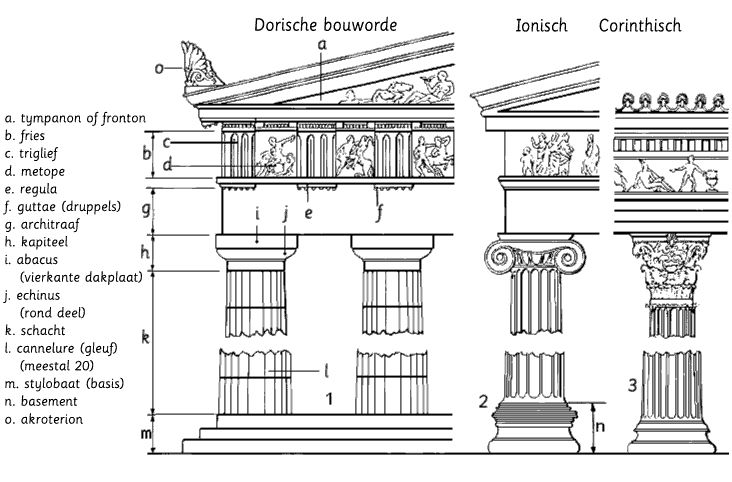 Dorische bouworde
Ionisch
Corinthisch
a
o
a. tympanon of fronton
b. fries
c. triglief
d. metope
e. regula
f. guttae (druppels)
g. architraaf
h. kapiteel
i. abacus
(vierkante dakplaat)
j. echinus
(rond deel)
k. schacht
l. cannelure (gleuf)
(meestal 20)
m. stylobaat (basis)
n. basement
o. akroterion
b
c
d
g
i
j
e
f
h
k
l
1
2
3
m
n